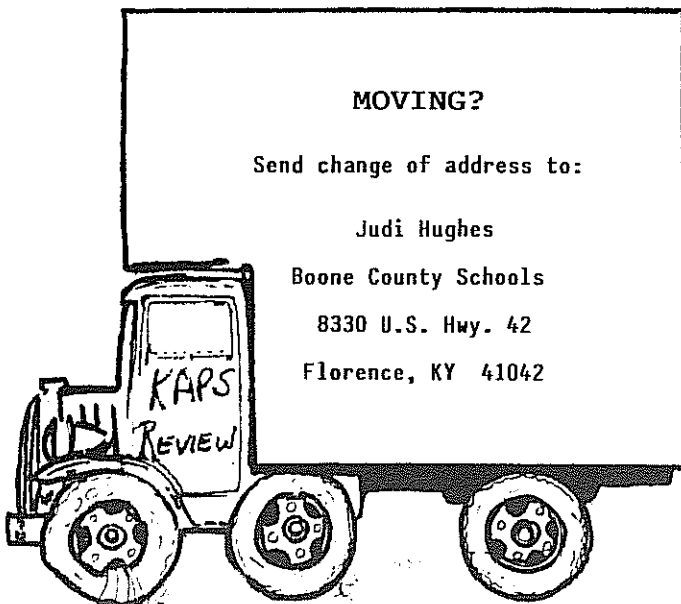 MOVING?
Send change of address to:
Judi Hughes
Boone County Schools
8330 U.S. Hwy. 42
Florence, KY 41042
KAPS
REVIEW